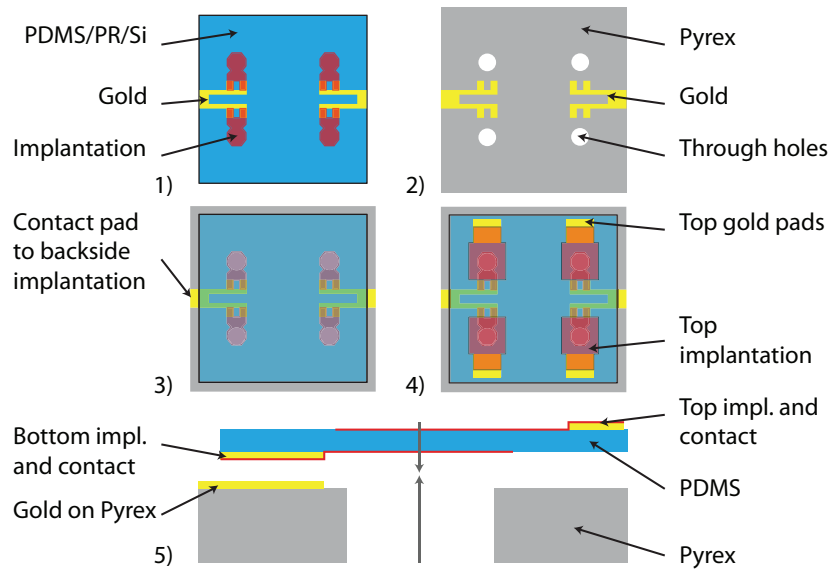 PDMS/PR/Si
Gold
Implantation
1)
Pyrex
Gold
Through holes
2)
Contact pad
to backside
implantation
3)
Top gold pads
Top
implantation
4)
Bottom impl.
and contact
Gold on Pyrex
5)
Top impl. and
contact
PDMS
Pyrex